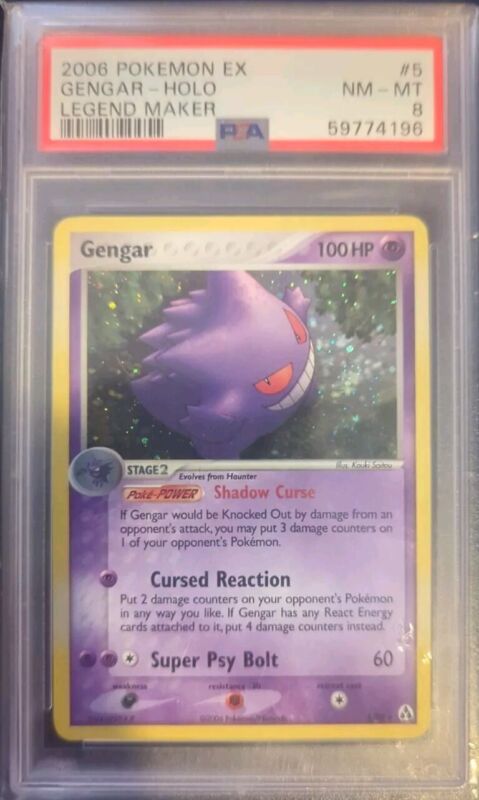 2006 POKEMON EX #5
GENGAR - HOLO NM - MT
LEGEND MAKER 8
PSA 59774196
Gengar 100 HP
Illus. Kouki Saitou
STAGE 2
Evolves from Haunter
Poké-POWER Shadow Curse
If Gengar would be Knocked Out by damage from an
opponent's attack, you may put 3 damage counters on
1 of your opponent's Pokémon.
Cursed Reaction
Put 2 damage counters on your opponent's Pokémon
in any way you like. If Gengar has any React Energy
cards attached to it, put 4 damage counters instead.
Super Psy Bolt 60
weakness resistance -30 retreat cost